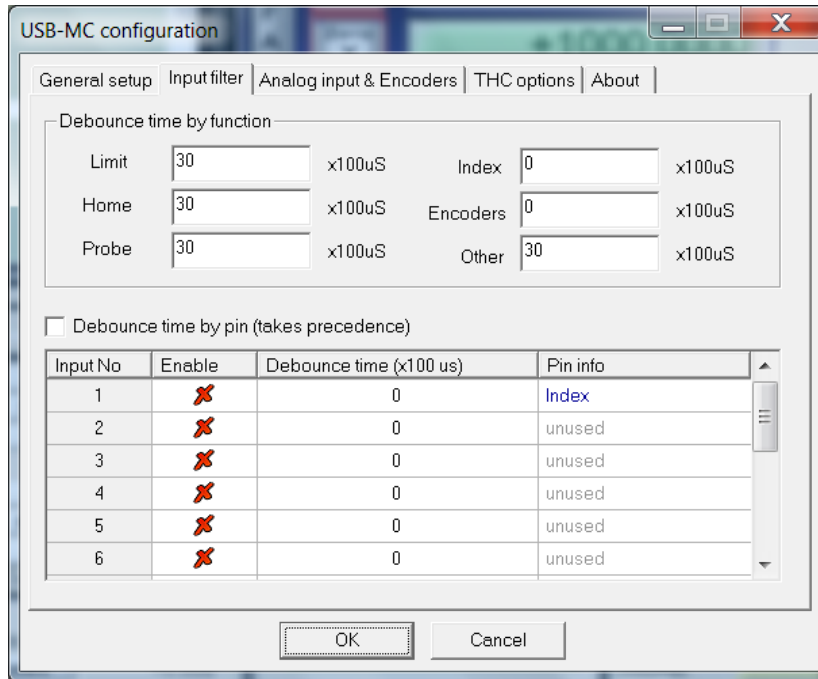 USB-MC configuration
+1000.0000
General setup Input filter Analog input & Encoders THC options About
Debounce time by function
Limit 30 x100uS Index 0 x100uS
Home 30 x100uS Encoders 0 x100uS
Probe 30 x100uS Other 30 x100uS
Debounce time by pin (takes precedence)
Input No Enable Debounce time (x100 us) Pin info
1 0 Index
2 0 unused
3 0 unused
4 0 unused
5 0 unused
6 0 unused
OK Cancel